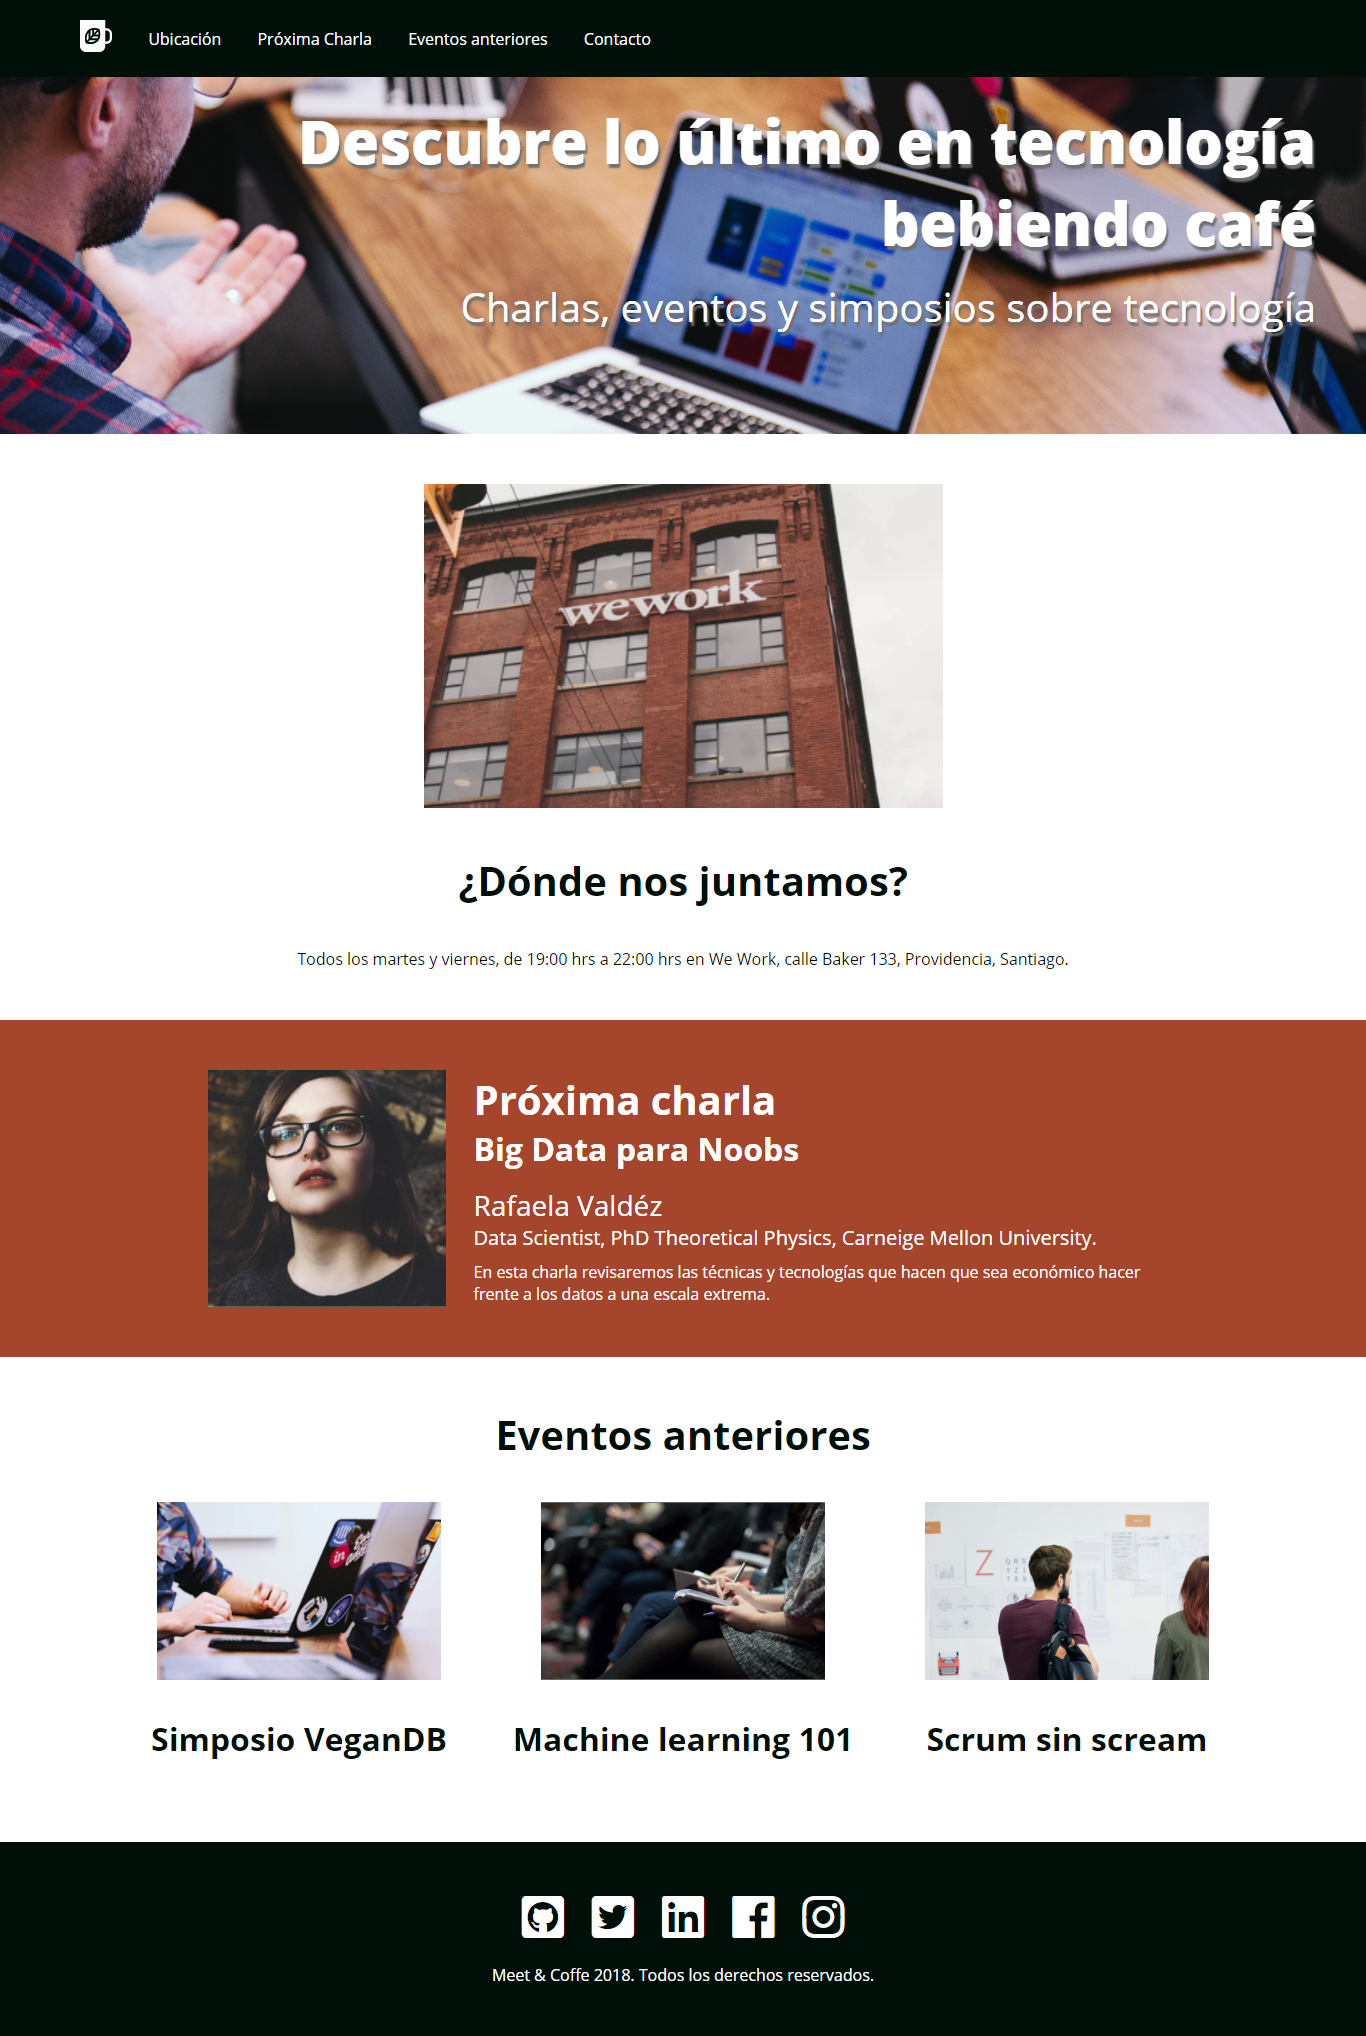 Ubicación Próxima Charla Eventos anteriores Contacto
Descubre lo último en tecnología
bebiendo café
Charlas, eventos y simposios sobre tecnología
wework
¿Dónde nos juntamos?
Todos los martes y viernes, de 19:00 hrs a 22:00 hrs en We Work, calle Baker 133, Providencia, Santiago.
Próxima charla
Big Data para Noobs
Rafaela Valdéz
Data Scientist, PhD Theoretical Physics, Carneige Mellon University.
En esta charla revisaremos las técnicas y tecnologías que hacen que sea económico hacer
frente a los datos a una escala extrema.
Eventos anteriores
in
Z
Simposio VeganDB
Machine learning 101
Scrum sin scream
in
Meet & Coffe 2018. Todos los derechos reservados.